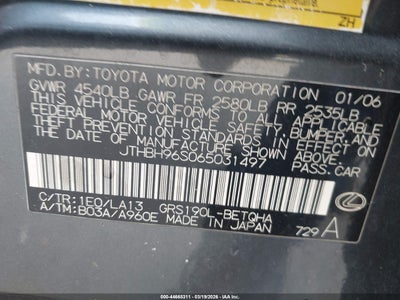 ZH
MFD.BY:TOYOTA MOTOR CORPORATION 01/06
GVWR 4540LB GAWR FR 2580LB RR 2535LB
THIS VEHICLE CONFORMS TO ALL APPLICABLE
FEDERAL MOTOR VEHICLE SAFETY, BUMPER, AND
THEFT PREVENTION STANDARDS IN EFFECT ON
THE DATE OF MANUFACTURE SHOWN ABOVE.
JTHBH96S065031497 PASS.CAR
C/TR:1E0/LA13 GRS190L-BETQHA
A/TM:B03A/A960E MADE IN JAPAN 729A
000-44665311 - 03/19/2026 - IAAI